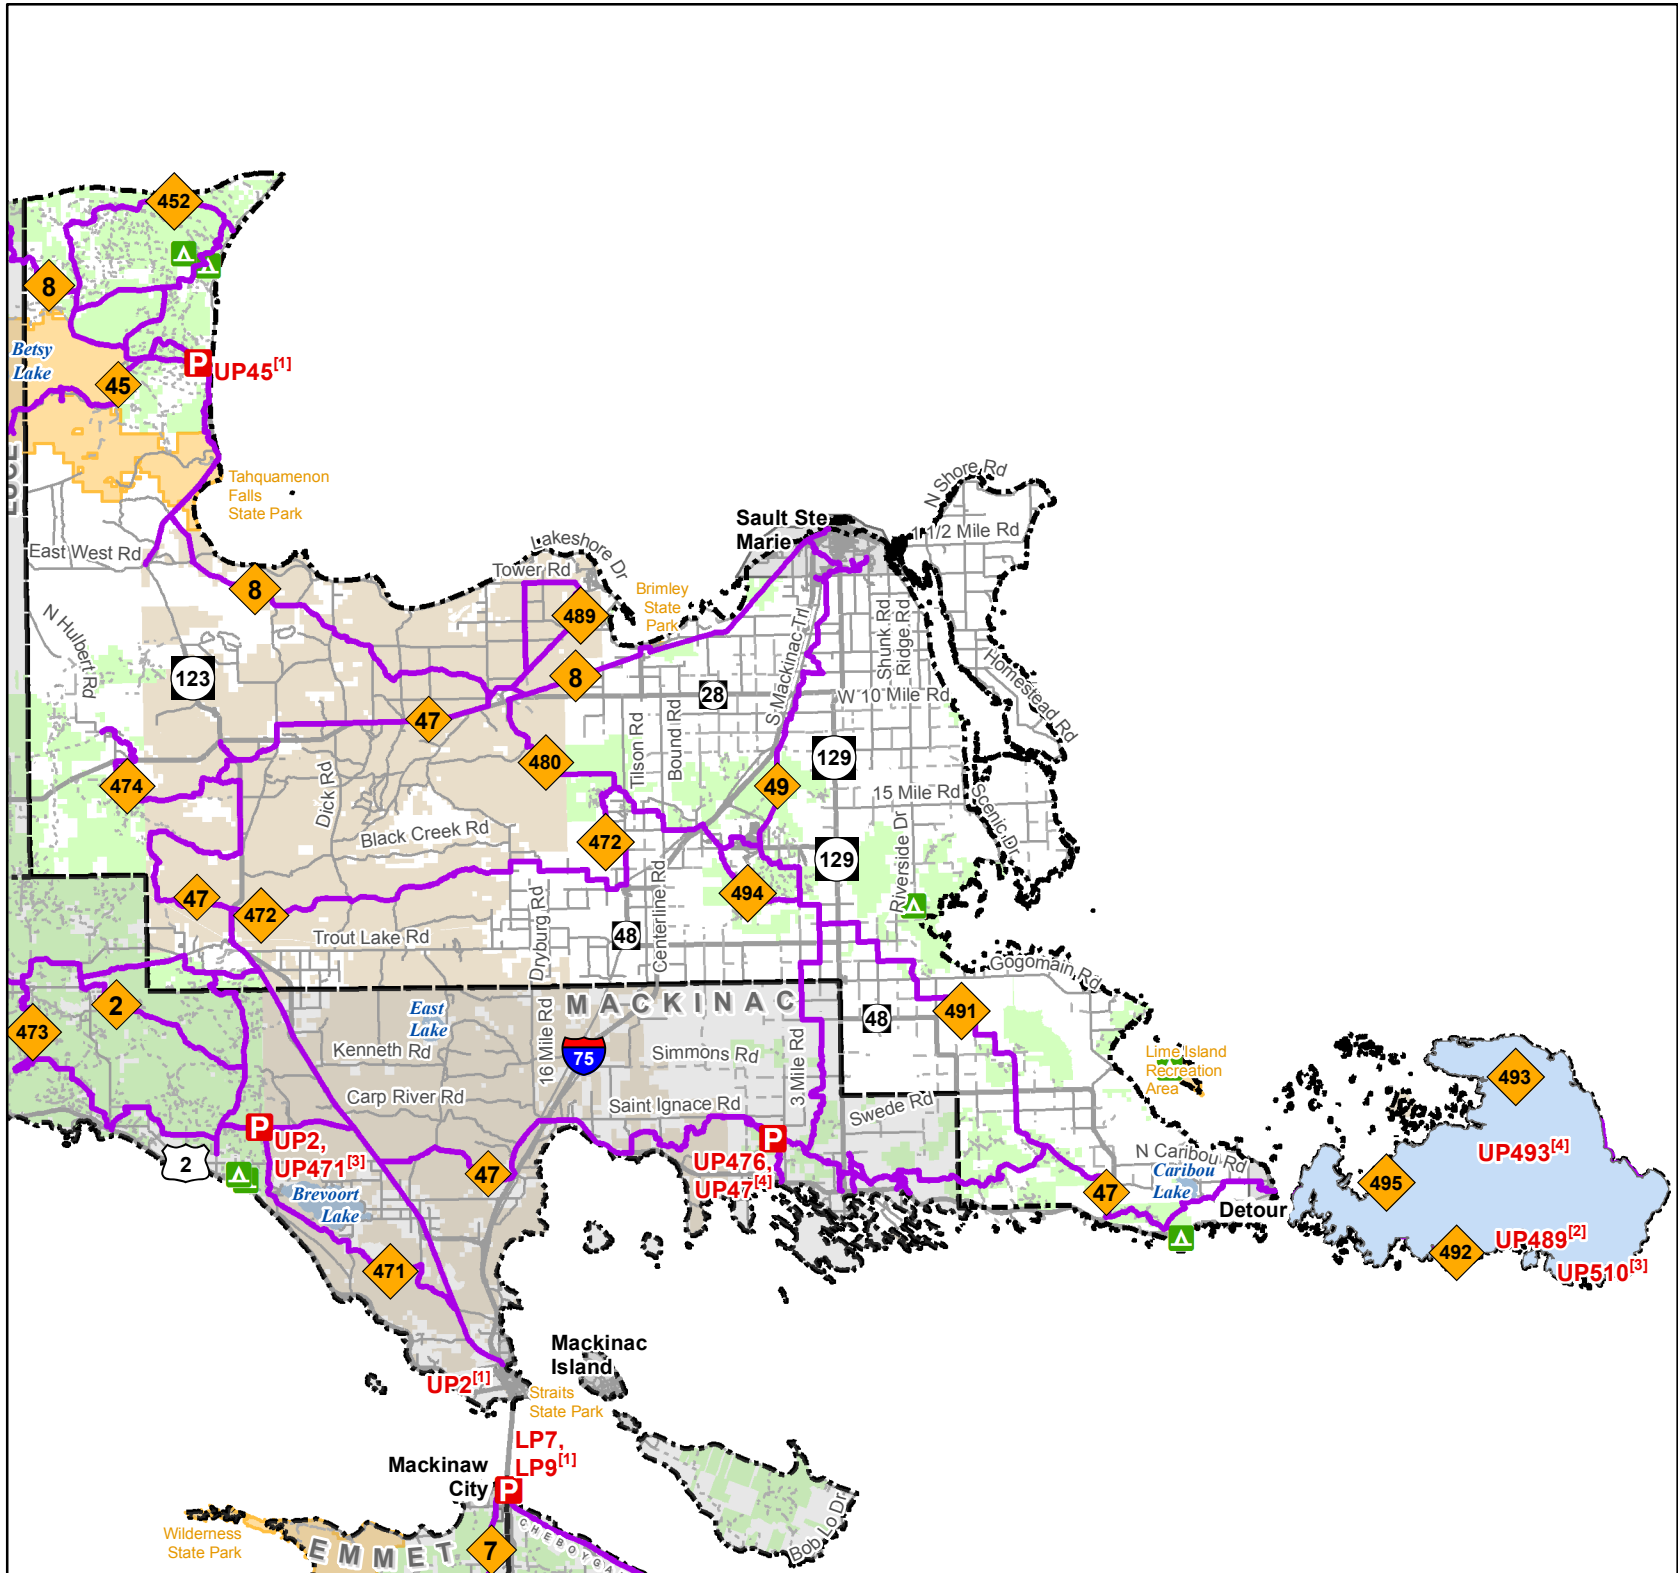 452
8
Betsy
Lake
45
UP45[1]
LUCE
Tahquamenon
Falls
State Park
East West Rd
N Hulbert Rd
8
Lakeshore Dr
Tower Rd
489
Brimley
State
Park
Sault Ste
Marie
N Shore Rd
1 1/2 Mile Rd
123
8
28
S Mackinac Trl
Shunk Rd
Ridge Rd
W 10 Mile Rd
Homestead Rd
47
474
Dick Rd
480
Tilson Rd
Bound Rd
49
129
15 Mile Rd
Scenic Dr
Black Creek Rd
472
129
Riverside Dr
47
472
494
Trout Lake Rd
Dryburg Rd
48
Centerline Rd
Gogomain Rd
2
473
East
Lake
MACKINAC
48
491
Kenneth Rd
16 Mile Rd
75
Simmons Rd
3 Mile Rd
Lime Island
Recreation
Area
493
Carp River Rd
Saint Ignace Rd
Swede Rd
UP2,
UP471[3]
P
2
47
P
UP476,
UP47[4]
N Caribou Rd
Caribou
Lake
47
Detour
UP493[4]
495
Brevoort
Lake
492
UP489[2]
UP510[3]
471
Mackinac
Island
UP2[1]
Straits
State Park
LP7,
LP9[1]
Mackinaw
City
P
P
Bob Lo Dr
Wilderness
State Park
EMMET
7
CHEBOYGA